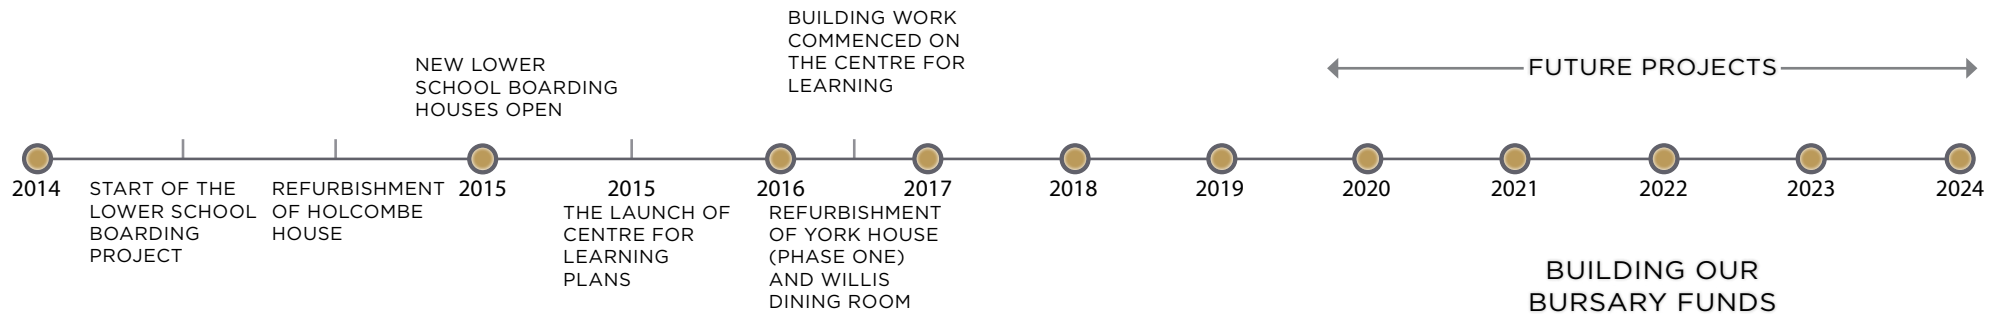 BUILDING WORK
COMMENCED ON
THE CENTRE FOR
LEARNING
NEW LOWER
SCHOOL BOARDING
HOUSES OPEN
FUTURE PROJECTS
2014
2015
2015
2016
2017
2018
2019
2020
2021
2022
2023
2024
START OF THE
LOWER SCHOOL
BOARDING
PROJECT
REFURBISHMENT
OF HOLCOMBE
HOUSE
THE LAUNCH OF
CENTRE FOR
LEARNING
PLANS
REFURBISHMENT
OF YORK HOUSE
(PHASE ONE)
AND WILLIS
DINING ROOM
BUILDING OUR
BURSARY FUNDS